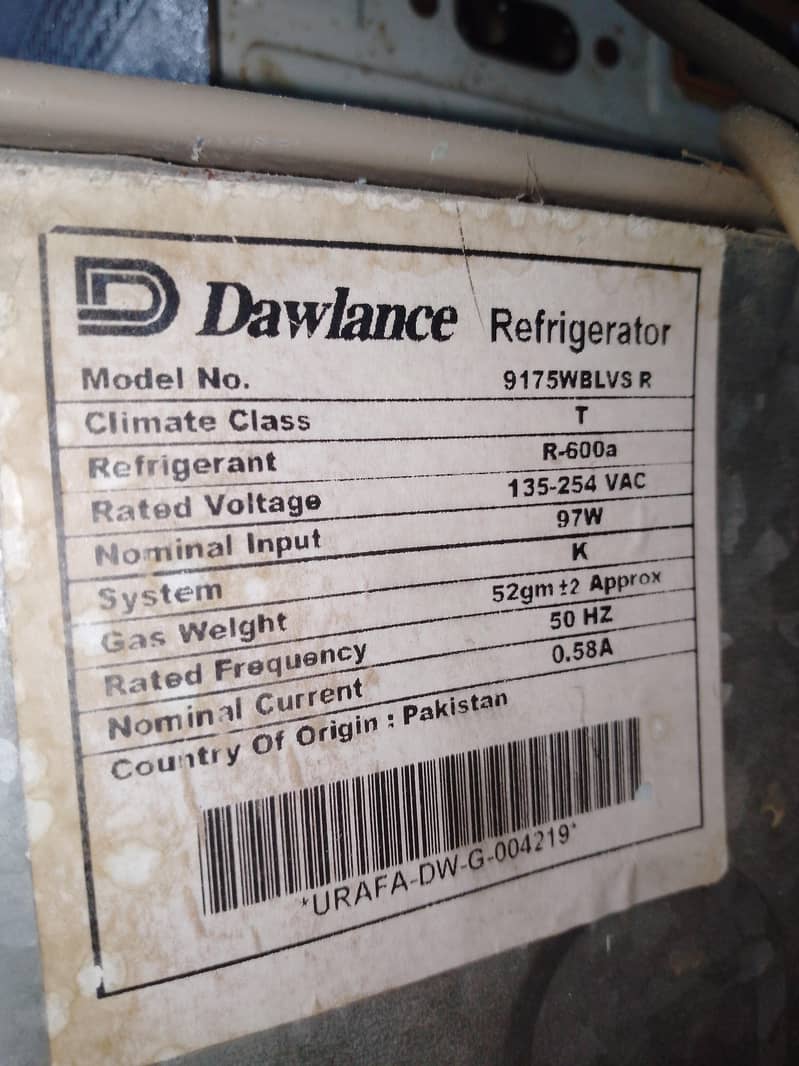 Dawlance Refrigerator
Model No. 9175WBLVS R
Climate Class T
Refrigerant R-600a
Rated Voltage 135-254 VAC
Nominal Input 97W
System K
Gas Weight 52gm ±2 Approx
Rated Frequency 50 HZ
Nominal Current 0.58A
Country Of Origin : Pakistan
*URAFA-DW-G-004219*